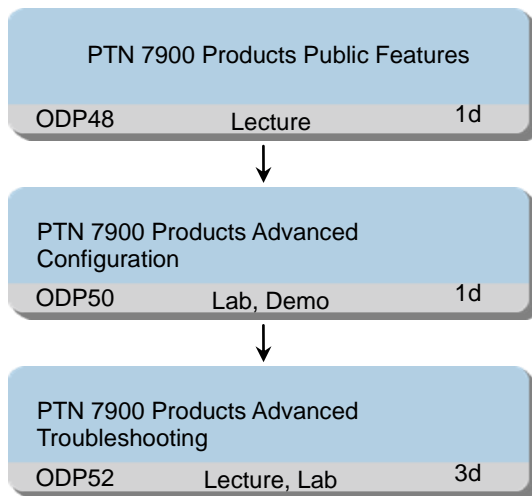 PTN 7900 Products Public Features
ODP48 Lecture 1d
PTN 7900 Products Advanced
Configuration
ODP50 Lab, Demo 1d
PTN 7900 Products Advanced
Troubleshooting
ODP52 Lecture, Lab 3d